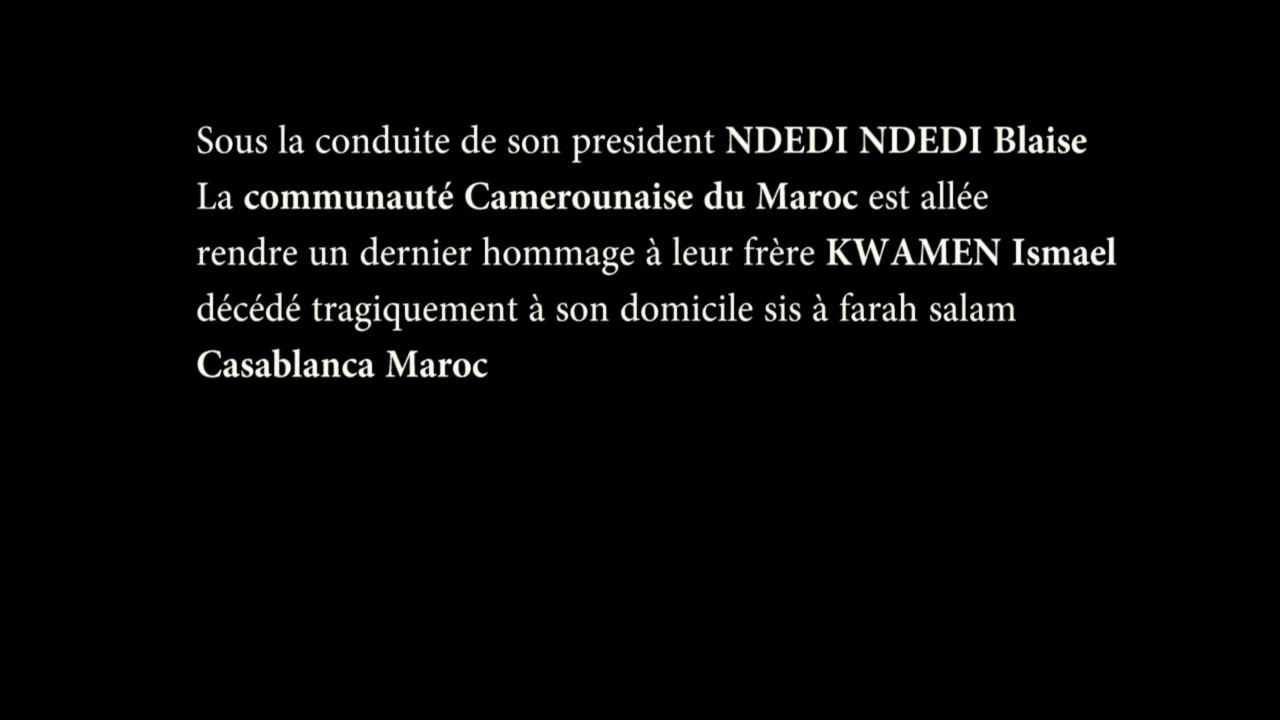 Sous la conduite de son president NDEDI NDEDI Blaise
La communauté Camerounaise du Maroc est allée
rendre un dernier hommage à leur frère KWAMEN Ismael
décédé tragiquement à son domicile sis à farah salam
Casablanca Maroc